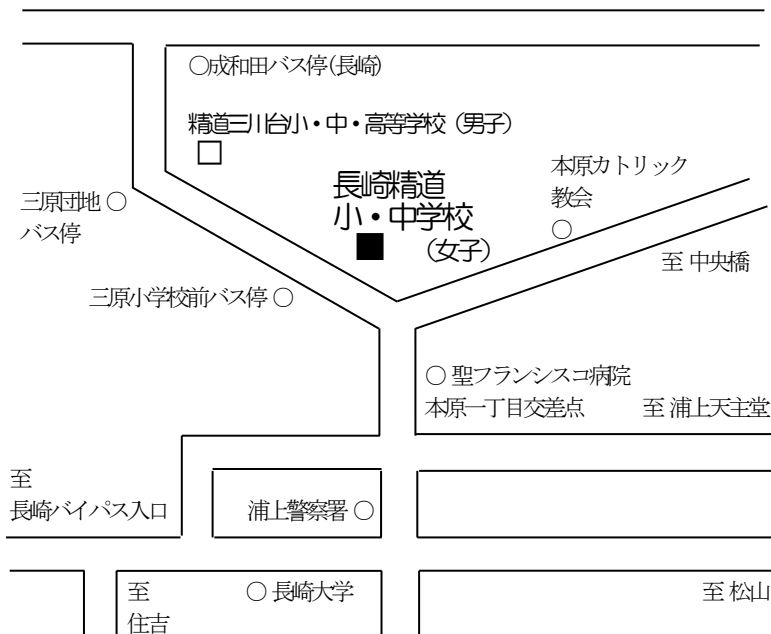 ○成和田バス停(長崎)
精道三川台小・中・高等学校（男子）
本原カトリック
教会
長崎精道
小・中学校
（女子）
三原団地 ○
バス停
至 中央橋
三原小学校前バス停 ○
○ 聖フランシスコ病院
本原一丁目交差点
至 浦上天主堂
至
長崎バイパス入口
浦上警察署 ○
至
住吉
○ 長崎大学
至 松山